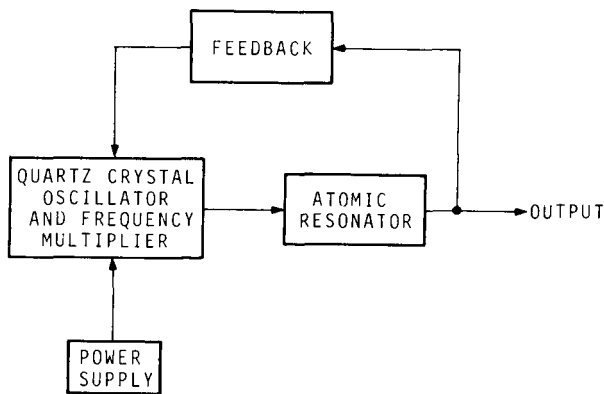 FEEDBACK
QUARTZ CRYSTAL
OSCILLATOR
AND FREQUENCY
MULTIPLIER
ATOMIC
RESONATOR
OUTPUT
POWER
SUPPLY